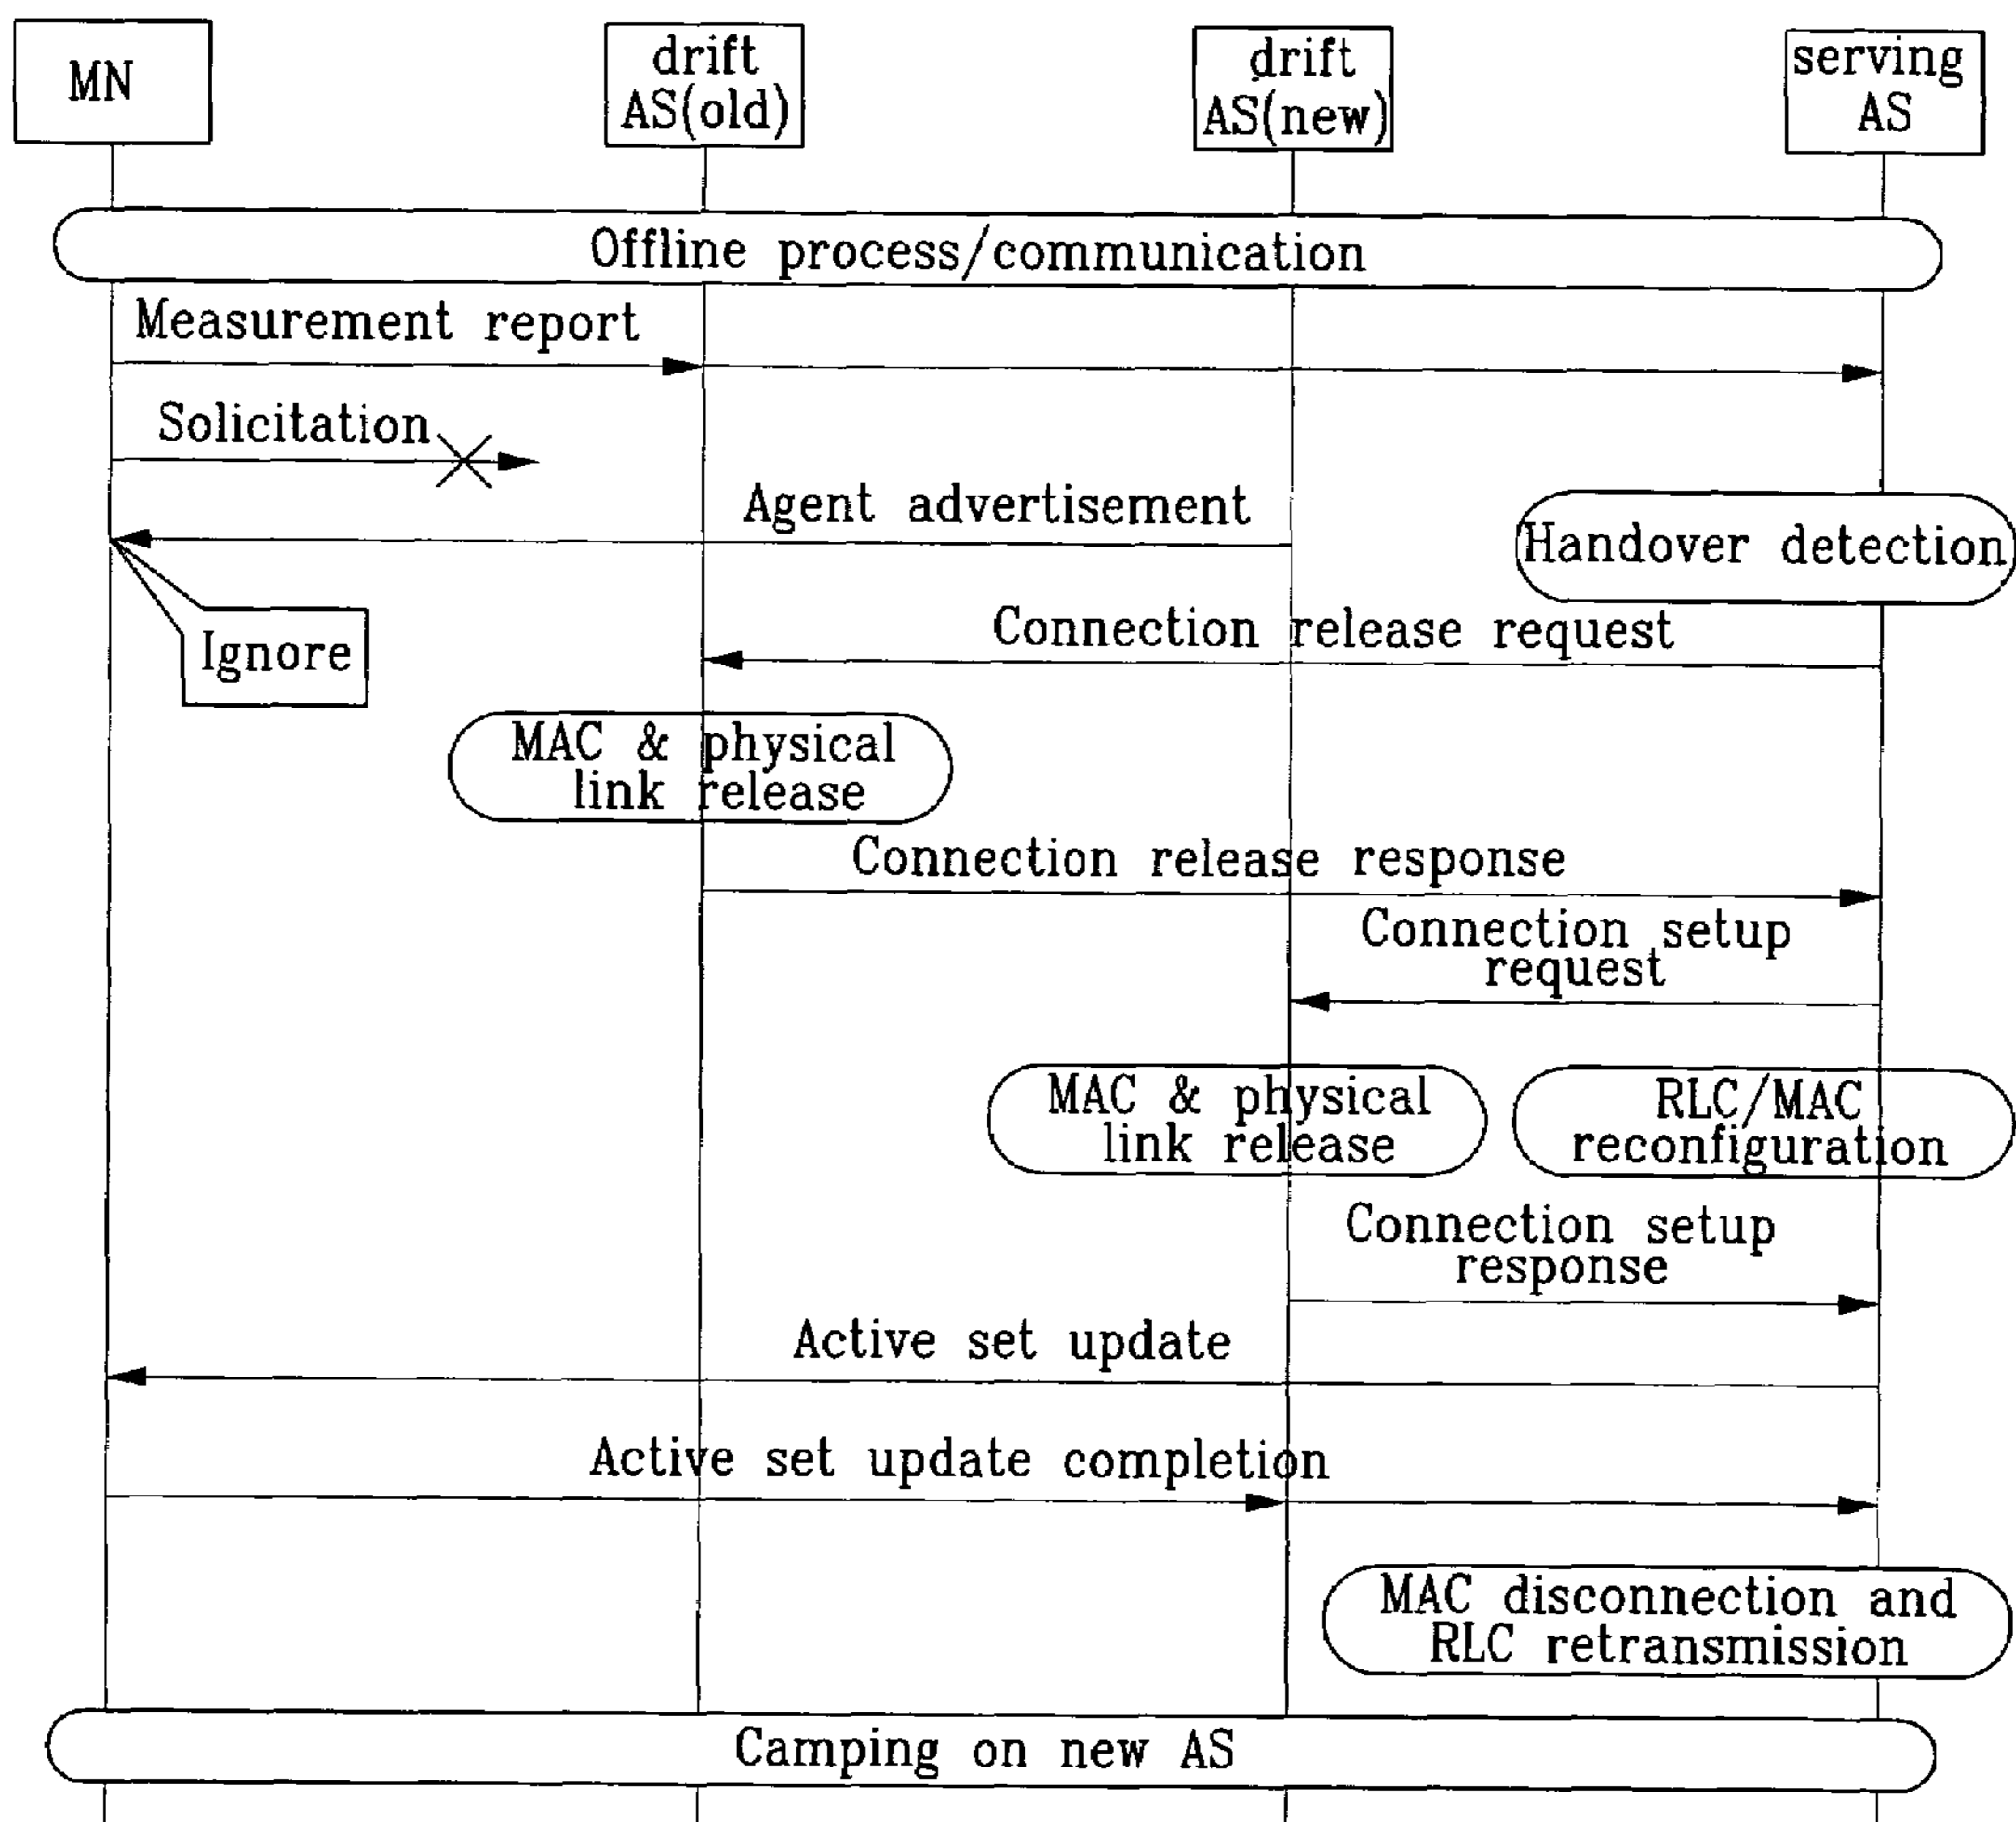 MN
drift
AS(old)
drift
AS(new)
serving
AS
Offline process/communication
Measurement report
Solicitation
Agent advertisement
Handover detection
Ignore
Connection release request
MAC & physical
link release
Connection release response
Connection setup
request
MAC & physical
link release
RLC/MAC
reconfiguration
Connection setup
response
Active set update
Active set update completion
MAC disconnection and
RLC retransmission
Camping on new AS